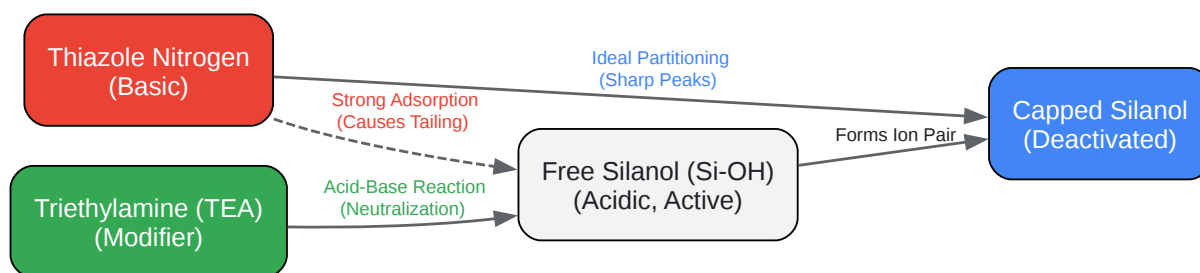 Thiazole Nitrogen
(Basic)
Ideal Partitioning
(Sharp Peaks)
Strong Adsorption
(Causes Tailing)
Capped Silanol
(Deactivated)
Forms Ion Pair
Free Silanol (Si-OH)
(Acidic, Active)
Acid-Base Reaction
(Neutralization)
Triethylamine (TEA)
(Modifier)